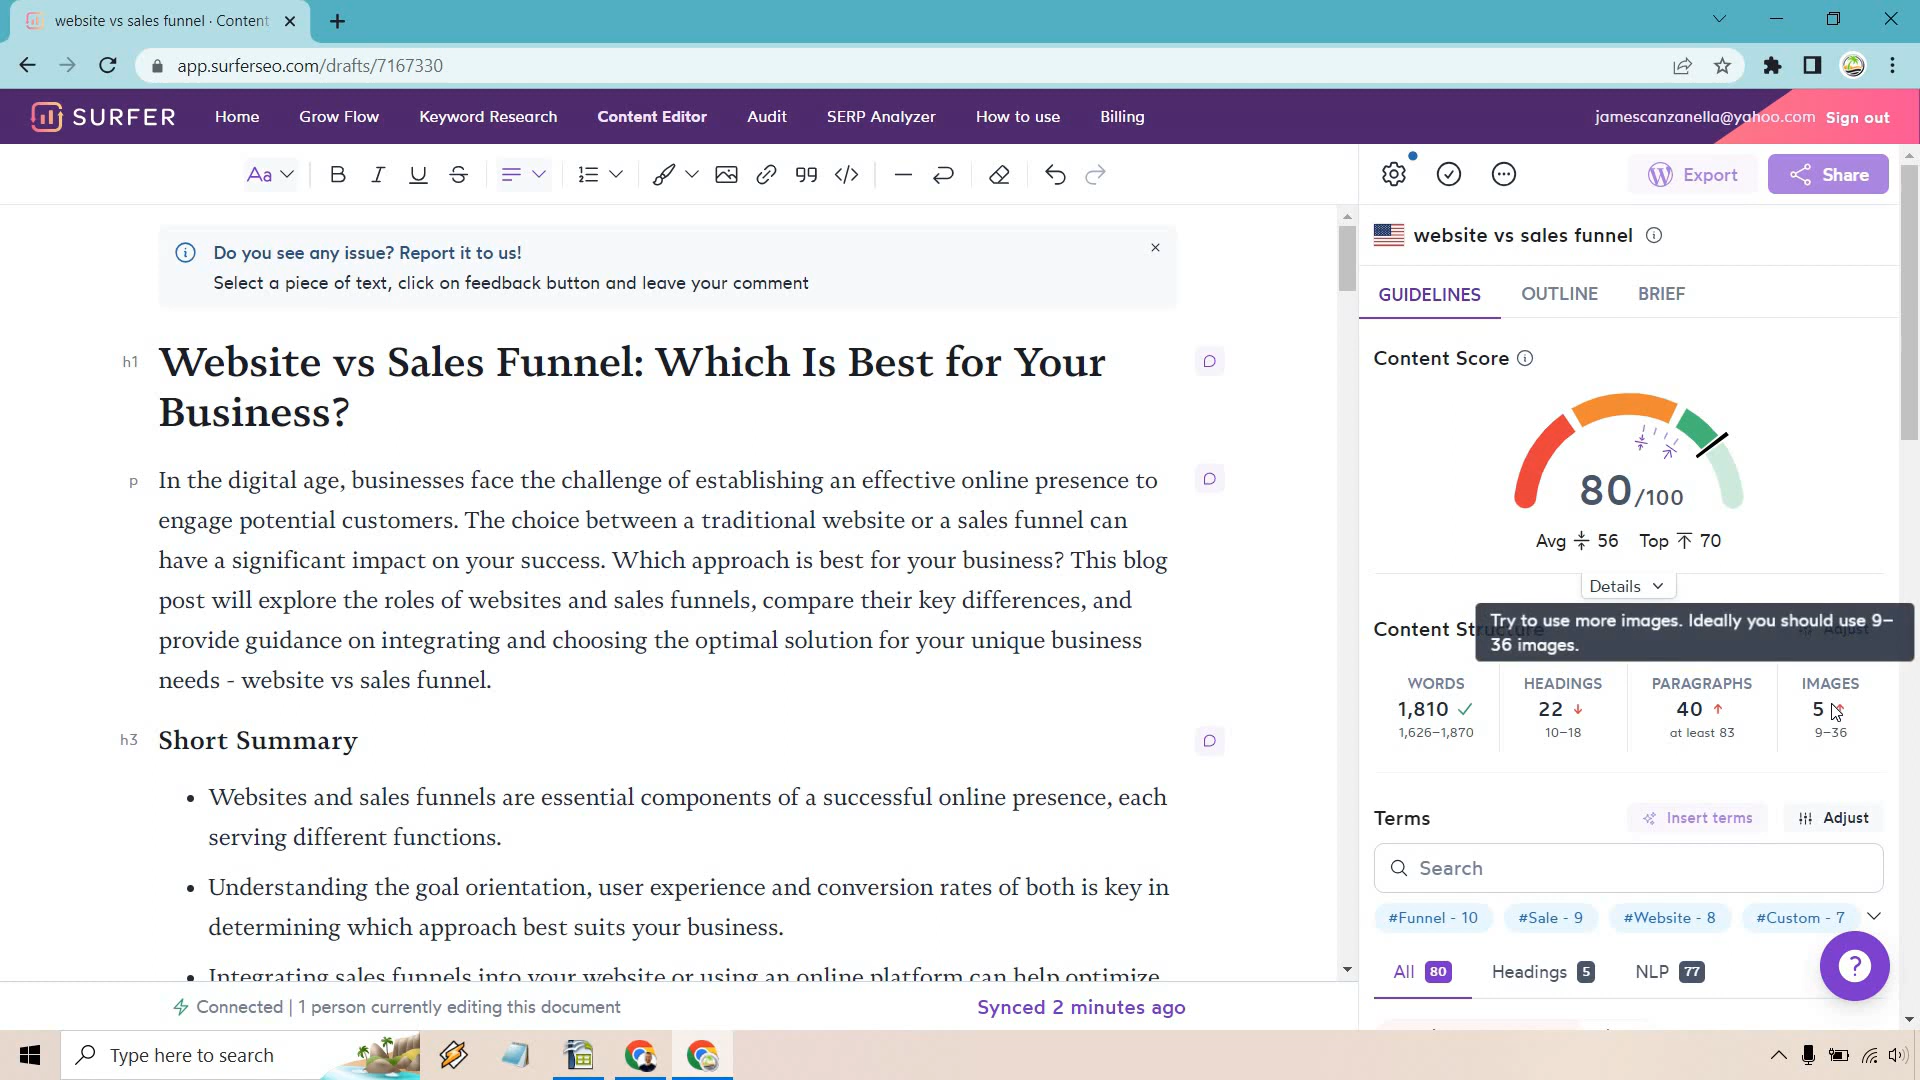 website vs sales funnel · Content
app.surferseo.com/drafts/7167330
SURFER
Home
Grow Flow
Keyword Research
Content Editor
Audit
SERP Analyzer
How to use
Billing
jamescanzanella@yahoo.com
Sign out
Aa
Export
Share
Do you see any issue? Report it to us!
Select a piece of text, click on feedback button and leave your comment
h1
Website vs Sales Funnel: Which Is Best for Your
Business?
p
In the digital age, businesses face the challenge of establishing an effective online presence to
engage potential customers. The choice between a traditional website or a sales funnel can
have a significant impact on your success. Which approach is best for your business? This blog
post will explore the roles of websites and sales funnels, compare their key differences, and
provide guidance on integrating and choosing the optimal solution for your unique business
needs - website vs sales funnel.
h3
Short Summary
• Websites and sales funnels are essential components of a successful online presence, each
serving different functions.
• Understanding the goal orientation, user experience and conversion rates of both is key in
determining which approach best suits your business.
• Integrating sales funnels into your website or using an online platform can help optimize
Connected | 1 person currently editing this document
Synced 2 minutes ago
website vs sales funnel
GUIDELINES
OUTLINE
BRIEF
Content Score
80/100
Avg 56 Top 70
Details
Content Structure
Adjust
Try to use more images. Ideally you should use 9–
36 images.
WORDS
1,810
1,626–1,870
HEADINGS
22
10–18
PARAGRAPHS
40
at least 83
IMAGES
5
9–36
Terms
Insert terms
Adjust
Search
#Funnel - 10
#Sale - 9
#Website - 8
#Custom - 7
All 80
Headings 5
NLP 77
?
Type here to search